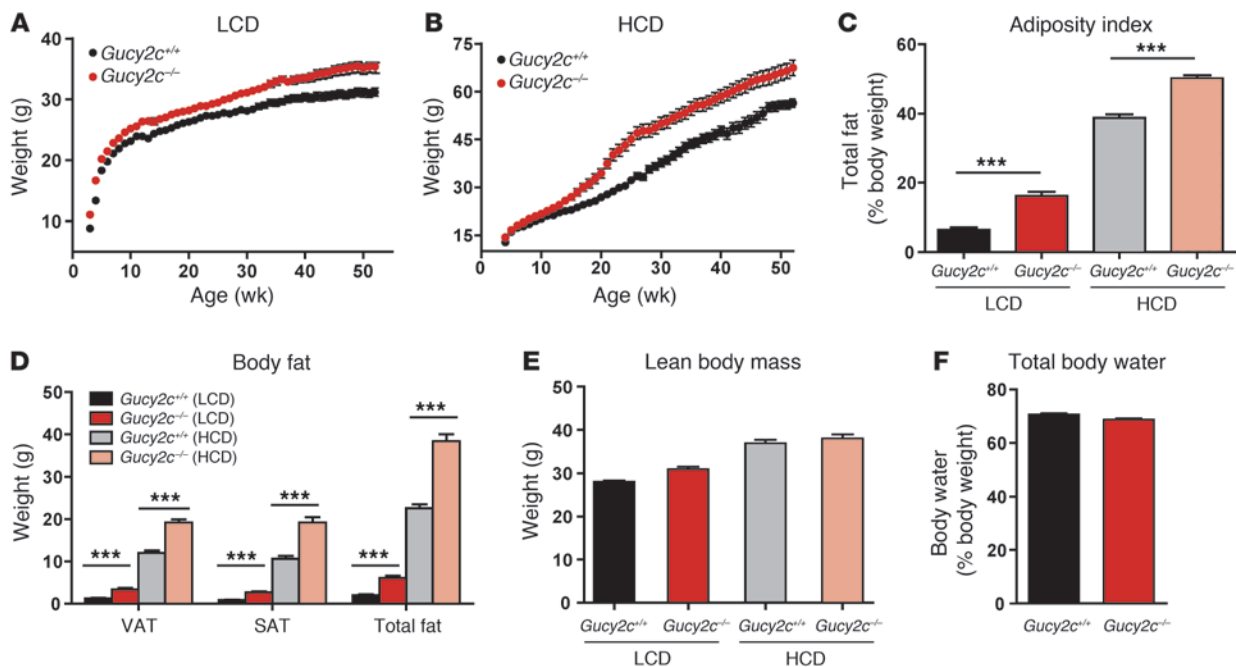 A
LCD
Gucy2c+/+
Gucy2c–/–
Weight (g)
40
30
20
10
0 10 20 30 40 50
Age (wk)
B
HCD
Gucy2c+/+
Gucy2c–/–
Weight (g)
75
60
45
30
15
0 10 20 30 40 50
Age (wk)
C
Adiposity index
Total fat
(% body weight)
60
40
20
0
***
***
Gucy2c+/+ Gucy2c–/– Gucy2c+/+ Gucy2c–/–
LCD HCD
D
Body fat
Gucy2c+/+ (LCD)
Gucy2c–/– (LCD)
Gucy2c+/+ (HCD)
Gucy2c–/– (HCD)
Weight (g)
50
40
30
20
10
0
***
***
***
***
***
***
VAT SAT Total fat
E
Lean body mass
Weight (g)
50
40
30
20
10
0
Gucy2c+/+ Gucy2c–/– Gucy2c+/+ Gucy2c–/–
LCD HCD
F
Total body water
Body water
(% body weight)
80
60
40
20
0
Gucy2c+/+ Gucy2c–/–